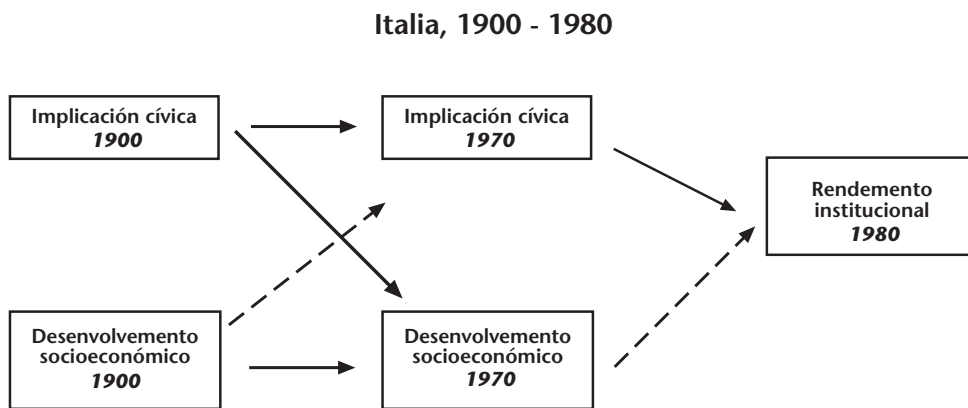 Italia, 1900 - 1980
Implicación cívica
1900
Implicación cívica
1970
Rendemento
institucional
1980
Desenvolvemento
socioeconómico
1900
Desenvolvemento
socioeconómico
1970